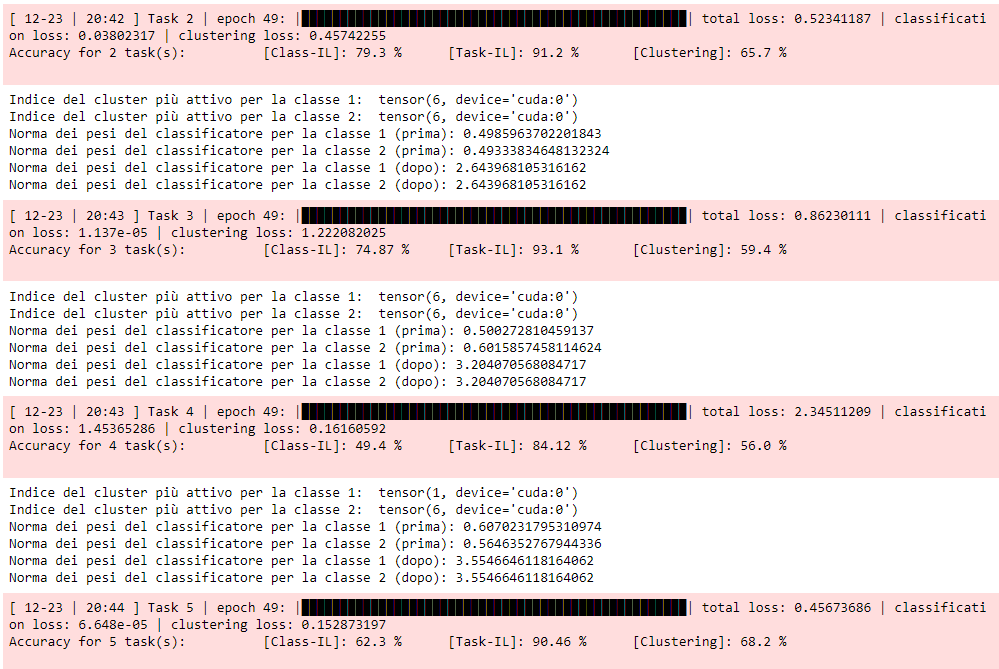 [ 12-23 | 20:42 ] Task 2 | epoch 49: || total loss: 0.52341187 | classificati
on loss: 0.03802317 | clustering loss: 0.45742255
Accuracy for 2 task(s): [Class-IL]: 79.3 % [Task-IL]: 91.2 % [Clustering]: 65.7 %
Indice del cluster più attivo per la classe 1: tensor(6, device='cuda:0')
Indice del cluster più attivo per la classe 2: tensor(6, device='cuda:0')
Norma dei pesi del classificatore per la classe 1 (prima): 0.4985963702201843
Norma dei pesi del classificatore per la classe 2 (prima): 0.49333834648132324
Norma dei pesi del classificatore per la classe 1 (dopo): 2.643968105316162
Norma dei pesi del classificatore per la classe 2 (dopo): 2.643968105316162
[ 12-23 | 20:43 ] Task 3 | epoch 49: || total loss: 0.86230111 | classificati
on loss: 1.137e-05 | clustering loss: 1.222082025
Accuracy for 3 task(s): [Class-IL]: 74.87 % [Task-IL]: 93.1 % [Clustering]: 59.4 %
Indice del cluster più attivo per la classe 1: tensor(6, device='cuda:0')
Indice del cluster più attivo per la classe 2: tensor(6, device='cuda:0')
Norma dei pesi del classificatore per la classe 1 (prima): 0.500272810459137
Norma dei pesi del classificatore per la classe 2 (prima): 0.6015857458114624
Norma dei pesi del classificatore per la classe 1 (dopo): 3.204070568084717
Norma dei pesi del classificatore per la classe 2 (dopo): 3.204070568084717
[ 12-23 | 20:43 ] Task 4 | epoch 49: || total loss: 2.34511209 | classificati
on loss: 1.45365286 | clustering loss: 0.16160592
Accuracy for 4 task(s): [Class-IL]: 49.4 % [Task-IL]: 84.12 % [Clustering]: 56.0 %
Indice del cluster più attivo per la classe 1: tensor(1, device='cuda:0')
Indice del cluster più attivo per la classe 2: tensor(6, device='cuda:0')
Norma dei pesi del classificatore per la classe 1 (prima): 0.6070231795310974
Norma dei pesi del classificatore per la classe 2 (prima): 0.5646352767944336
Norma dei pesi del classificatore per la classe 1 (dopo): 3.5546646118164062
Norma dei pesi del classificatore per la classe 2 (dopo): 3.5546646118164062
[ 12-23 | 20:44 ] Task 5 | epoch 49: || total loss: 0.45673686 | classificati
on loss: 6.648e-05 | clustering loss: 0.152873197
Accuracy for 5 task(s): [Class-IL]: 62.3 % [Task-IL]: 90.46 % [Clustering]: 68.2 %